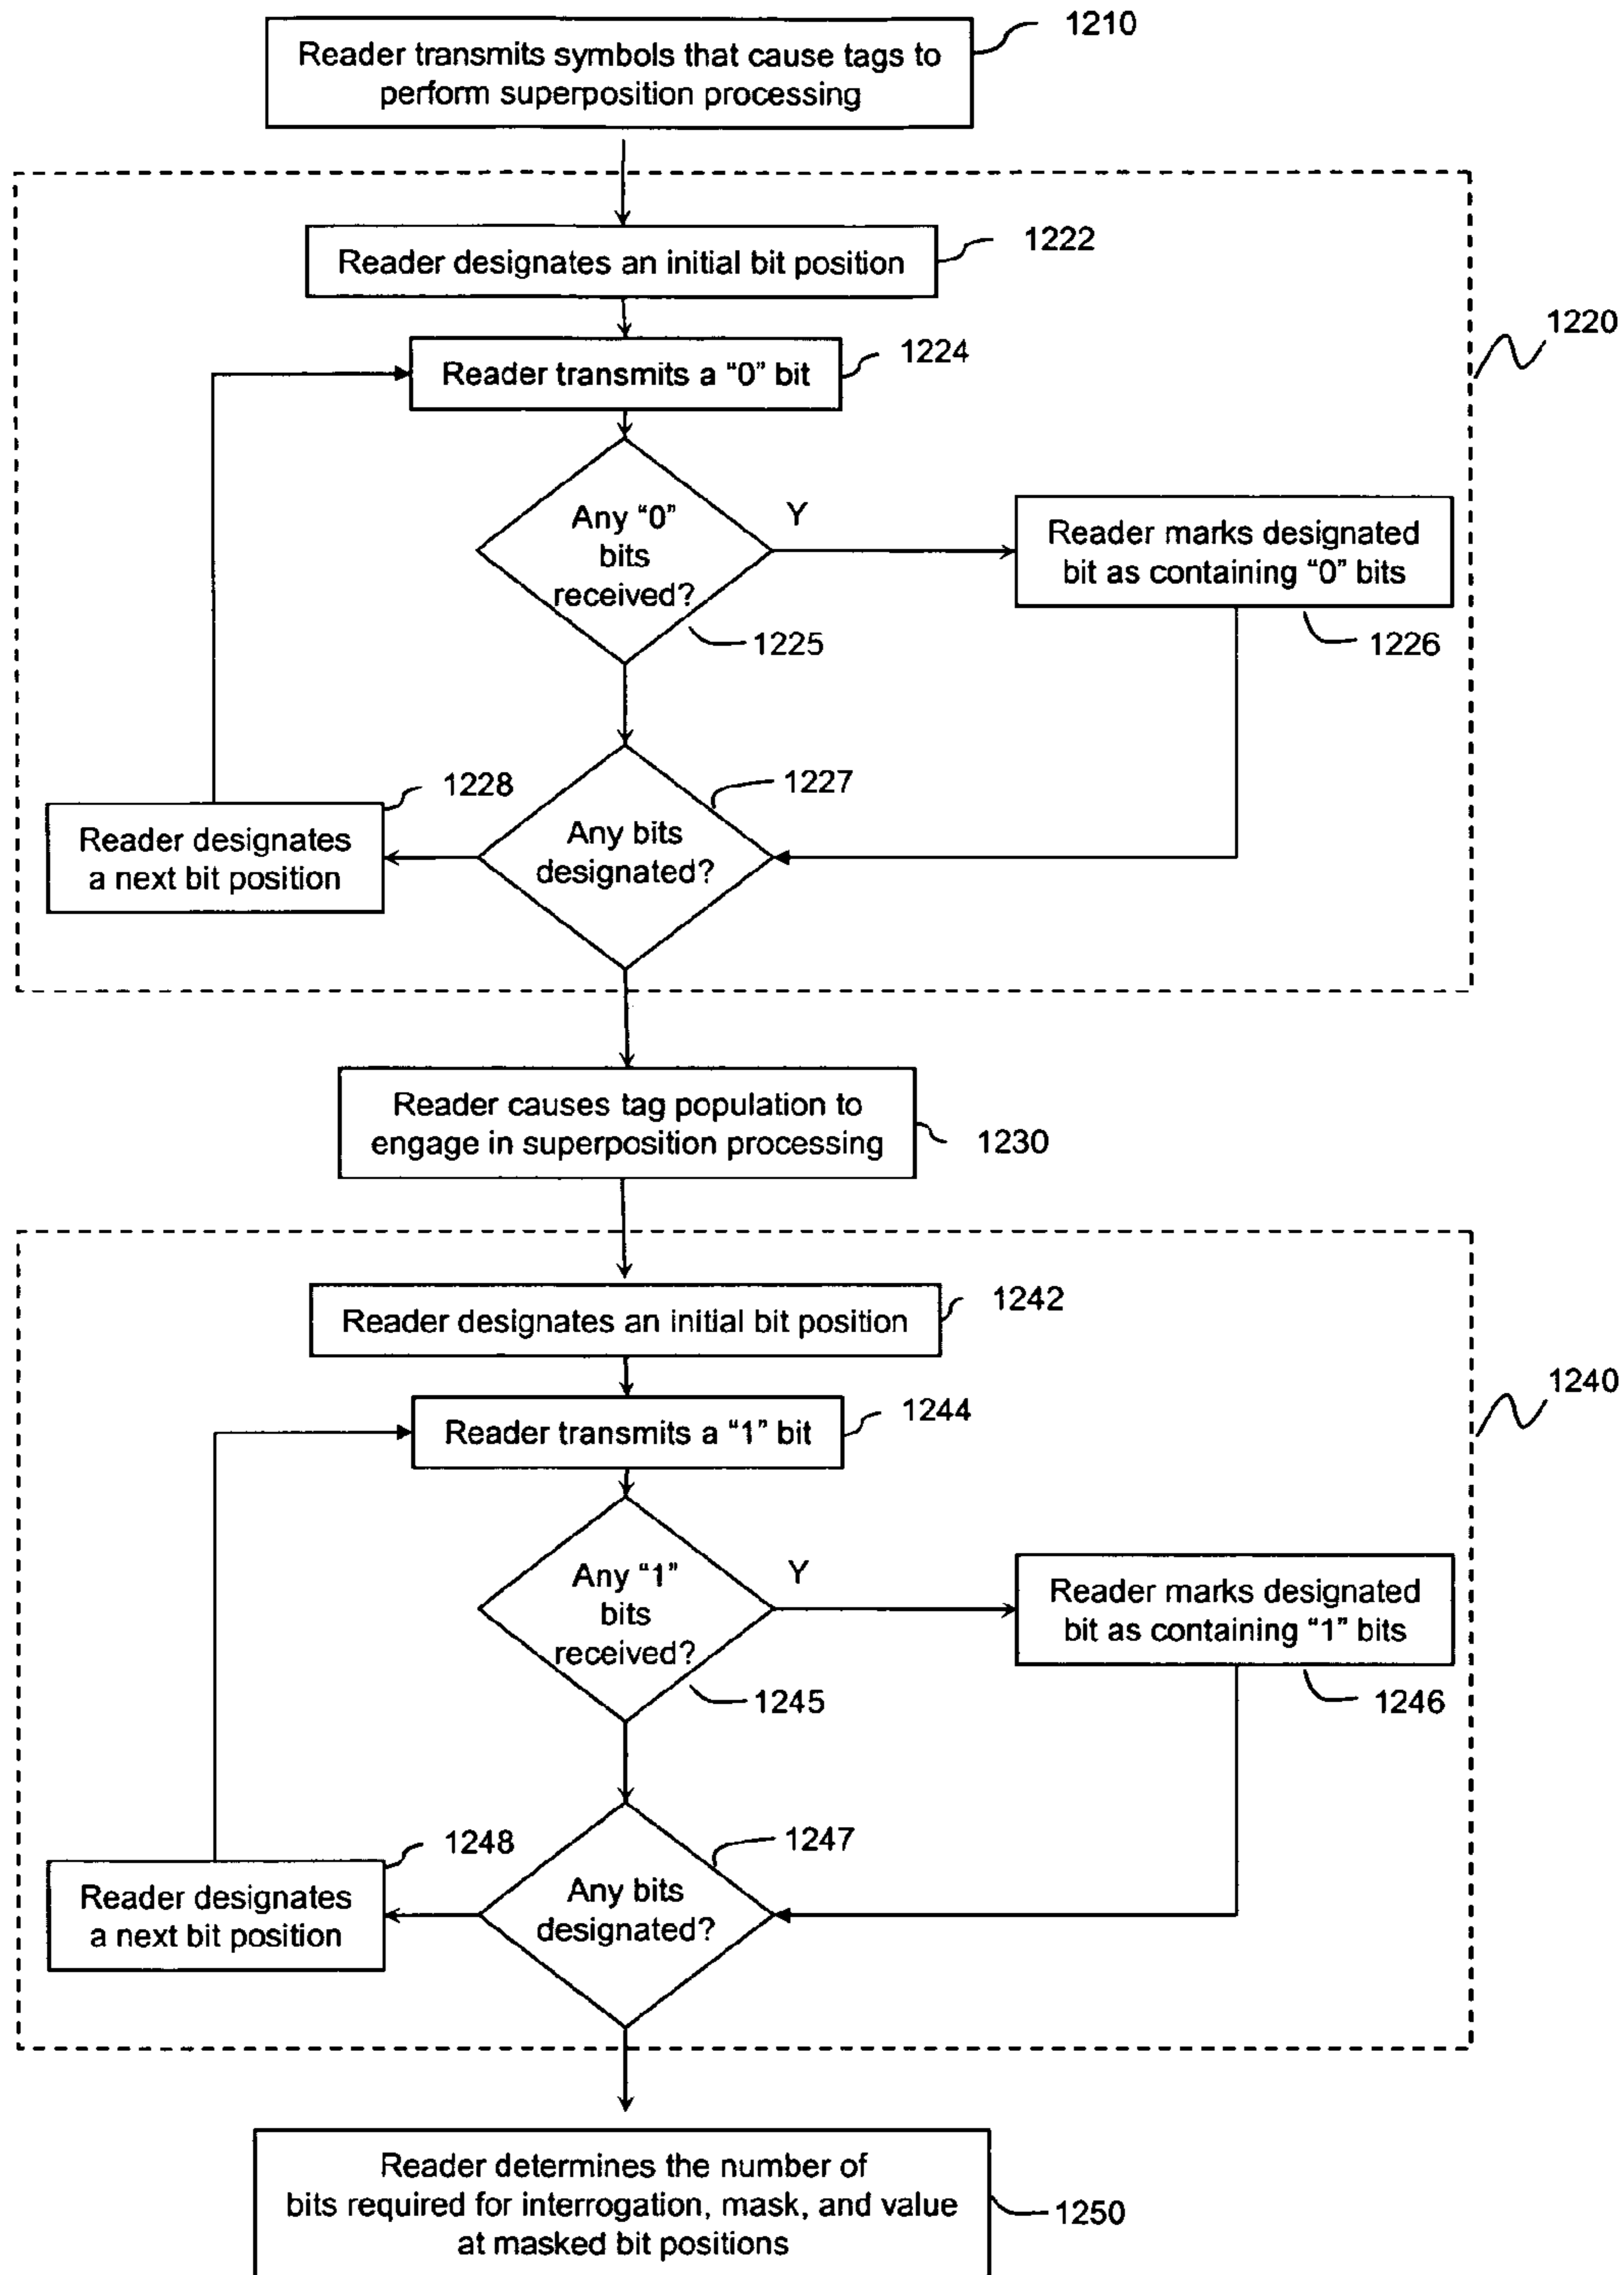 1210
Reader transmits symbols that cause tags to
perform superposition processing
1222
Reader designates an initial bit position
1220
1224
Reader transmits a “0” bit
Any “0”
bits
received?
Y
Reader marks designated
bit as containing “0” bits
1225
1226
1228
1227
Reader designates
a next bit position
Any bits
designated?
Reader causes tag population to
engage in superposition processing
1230
1242
Reader designates an initial bit position
1240
1244
Reader transmits a “1” bit
Any “1”
bits
received?
Y
Reader marks designated
bit as containing “1” bits
1245
1246
1248
1247
Reader designates
a next bit position
Any bits
designated?
Reader determines the number of
bits required for interrogation, mask, and value
at masked bit positions
1250